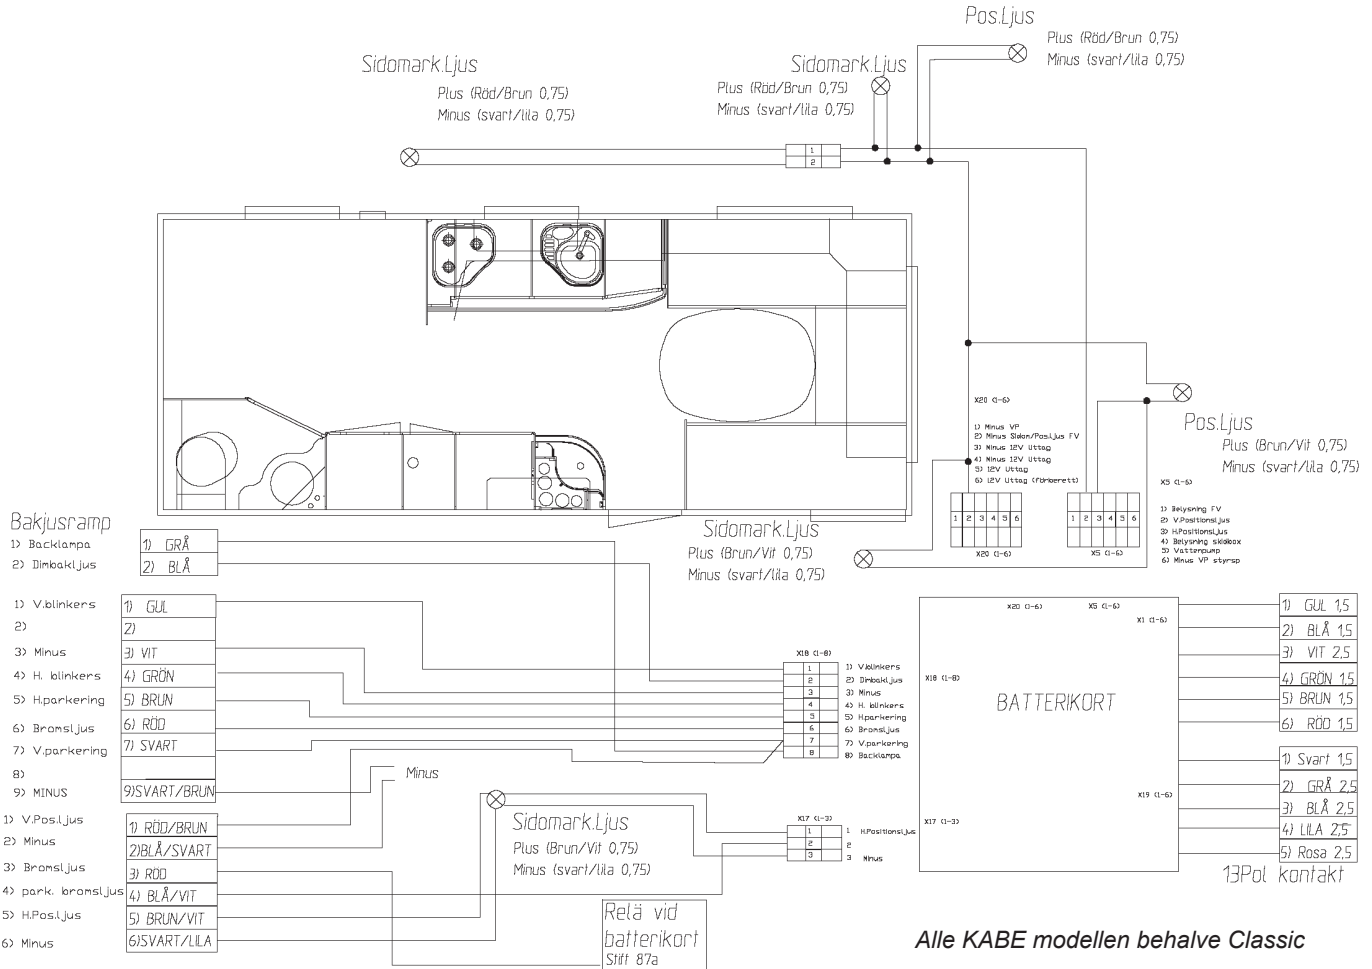 Pos.Ljus
Plus (Röd/Brun 0,75)
Minus (svart/lila 0,75)
Sidomark.Ljus
Plus (Röd/Brun 0,75)
Minus (svart/lila 0,75)
Sidomark.Ljus
Plus (Röd/Brun 0,75)
Minus (svart/lila 0,75)
1
2
Pos.Ljus
Plus (Brun/Vit 0,75)
Minus (svart/lila 0,75)
X20 (1-6)
1) Minus VP
2) Minus Sidom/Pos.Ljus FV
3) Minus 12V Uttag
4) Minus 12V Uttag
5) 12V Uttag
6) 12V Uttag (förberett)
1 2 3 4 5 6
X20 (1-6)
X5 (1-6)
1) Belysning FV
2) V.Positionsljus
3) H.Positionsljus
4) Belysning skidbox
5) Vattenpump
6) Minus VP styrsp
1 2 3 4 5 6
X5 (1-6)
Sidomark.Ljus
Plus (Brun/Vit 0,75)
Minus (svart/lila 0,75)
Bakjusramp
1) Backlampa
2) Dimbakljus
1) GRÅ
2) BLÅ
1) V.blinkers
2)
3) Minus
4) H. blinkers
5) H.parkering
6) Bromsljus
7) V.parkering
8)
9) MINUS
1) GUL
2)
3) VIT
4) GRÖN
5) BRUN
6) RÖD
7) SVART
9)SVART/BRUN
Minus
1) V.Pos.Ljus
2) Minus
3) Bromsljus
4) park. bromsljus
5) H.Pos.Ljus
6) Minus
1) RÖD/BRUN
2)BLÅ/SVART
3) RÖD
4) BLÅ/VIT
5) BRUN/VIT
6)SVART/LILA
Sidomark.Ljus
Plus (Brun/Vit 0,75)
Minus (svart/lila 0,75)
Relä vid
batterikort
Stift 87a
X18 (1-8)
1
2
3
4
5
6
7
8
1) V.blinkers
2) Dimbakljus
3) Minus
4) H. blinkers
5) H.parkering
6) Bromsljus
7) V.parkering
8) Backlampa
X17 (1-3)
1
2
3
1 H.Positionsljus
2
3 Minus
X20 (1-6)
X5 (1-6)
X1 (1-6)
X18 (1-8)
BATTERIKORT
X19 (1-6)
X17 (1-3)
1) GUL 1,5
2) BLÅ 1,5
3) VIT 2,5
4) GRÖN 1,5
5) BRUN 1,5
6) RÖD 1,5
1) Svart 1,5
2) GRÅ 2,5
3) BLÅ 2,5
4) LILA 2,5
5) Rosa 2,5
13Pol kontakt
Alle KABE modellen behalve Classic